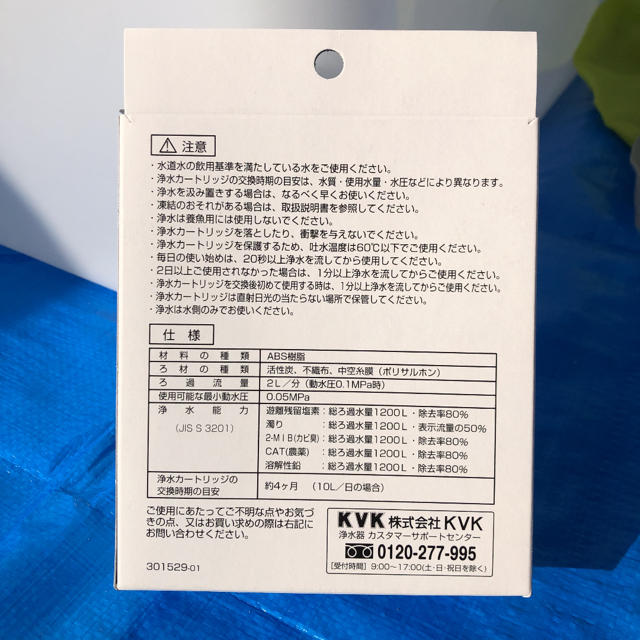 ⚠ 注意
・水道水の飲用基準を満たしている水をご使用ください。
・浄水カートリッジの交換時期の目安は、水質・使用水量・水圧などにより異なります。
・浄水を汲み置きする場合は、なるべく早くお使いください。
・凍結のおそれがある場合は、取扱説明書を参照してください。
・浄水は養魚用には使用しないでください。
・浄水カートリッジを落としたり、衝撃を与えないでください。
・浄水カートリッジを保護するため、吐水温度は60℃以下でご使用ください。
・毎日の使い始めは、20秒以上浄水を流してから使用してください。
・2日以上ご使用されなかった場合は、1分以上浄水を流してからご使用ください。
・浄水カートリッジを交換後初めて使用する時は、1分以上浄水を流してからご使用ください。
・浄水カートリッジは直射日光の当たらない場所で保管してください。
・浄水は水側のみでお使いください。
仕様
材料の種類 ABS樹脂
ろ材の種類 活性炭、不織布、中空糸膜（ポリサルホン）
ろ過流量 2L／分（動水圧0.1MPa時）
使用可能な最小動水圧 0.05MPa
浄水能力 遊離残留塩素：総ろ過水量1200L・除去率80%
(JIS S 3201) 濁り：総ろ過水量1200L・表示流量の50%
2-MIB(カビ臭)：総ろ過水量1200L・除去率80%
CAT(農薬)：総ろ過水量1200L・除去率80%
溶解性鉛：総ろ過水量1200L・除去率80%
浄水カートリッジの 約4ヶ月 （10L／日の場合）
交換時期の目安
ご使用にあたってご不明な点やお気づ
きの点、又はお買い求めの際は右記に
お問い合わせください。
KVK 株式会社KVK
浄水器 カスタマーサポートセンター
0120-277-995
［受付時間］9:00〜17:00(土・日・祝日を除く)
301529-01